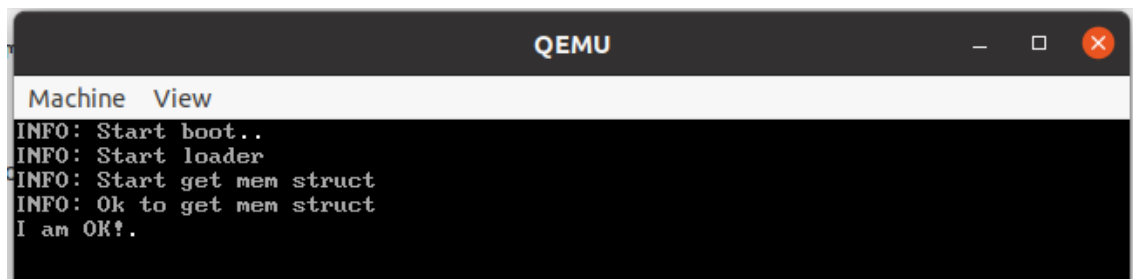 QEMU
Machine View
INFO: Start boot..
INFO: Start loader
INFO: Start get mem struct
INFO: Ok to get mem struct
I am OK!.